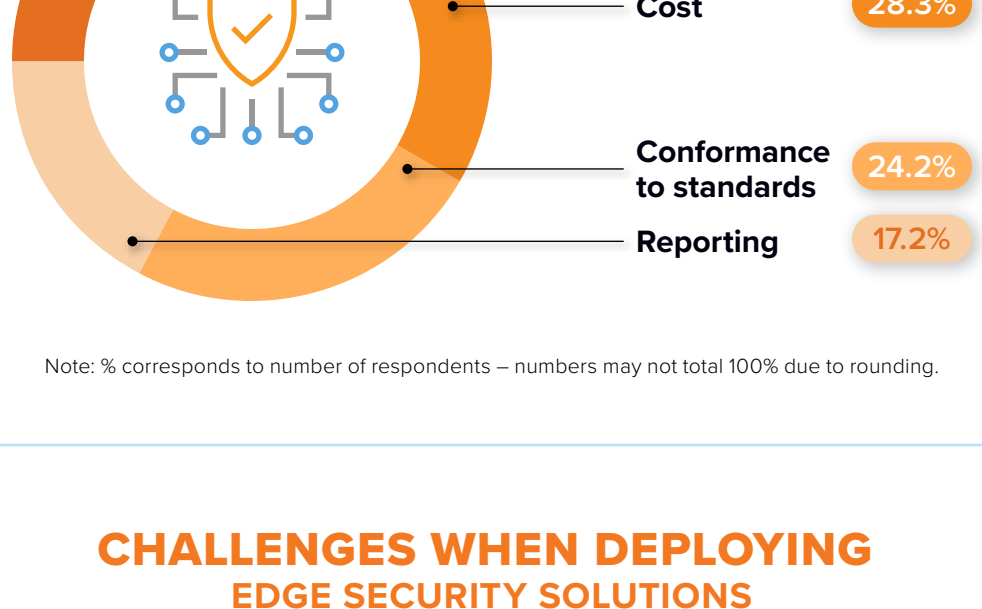 Cost
28.3%
Conformance
to standards
24.2%
Reporting
17.2%
Note: % corresponds to number of respondents – numbers may not total 100% due to rounding.
CHALLENGES WHEN DEPLOYING
EDGE SECURITY SOLUTIONS